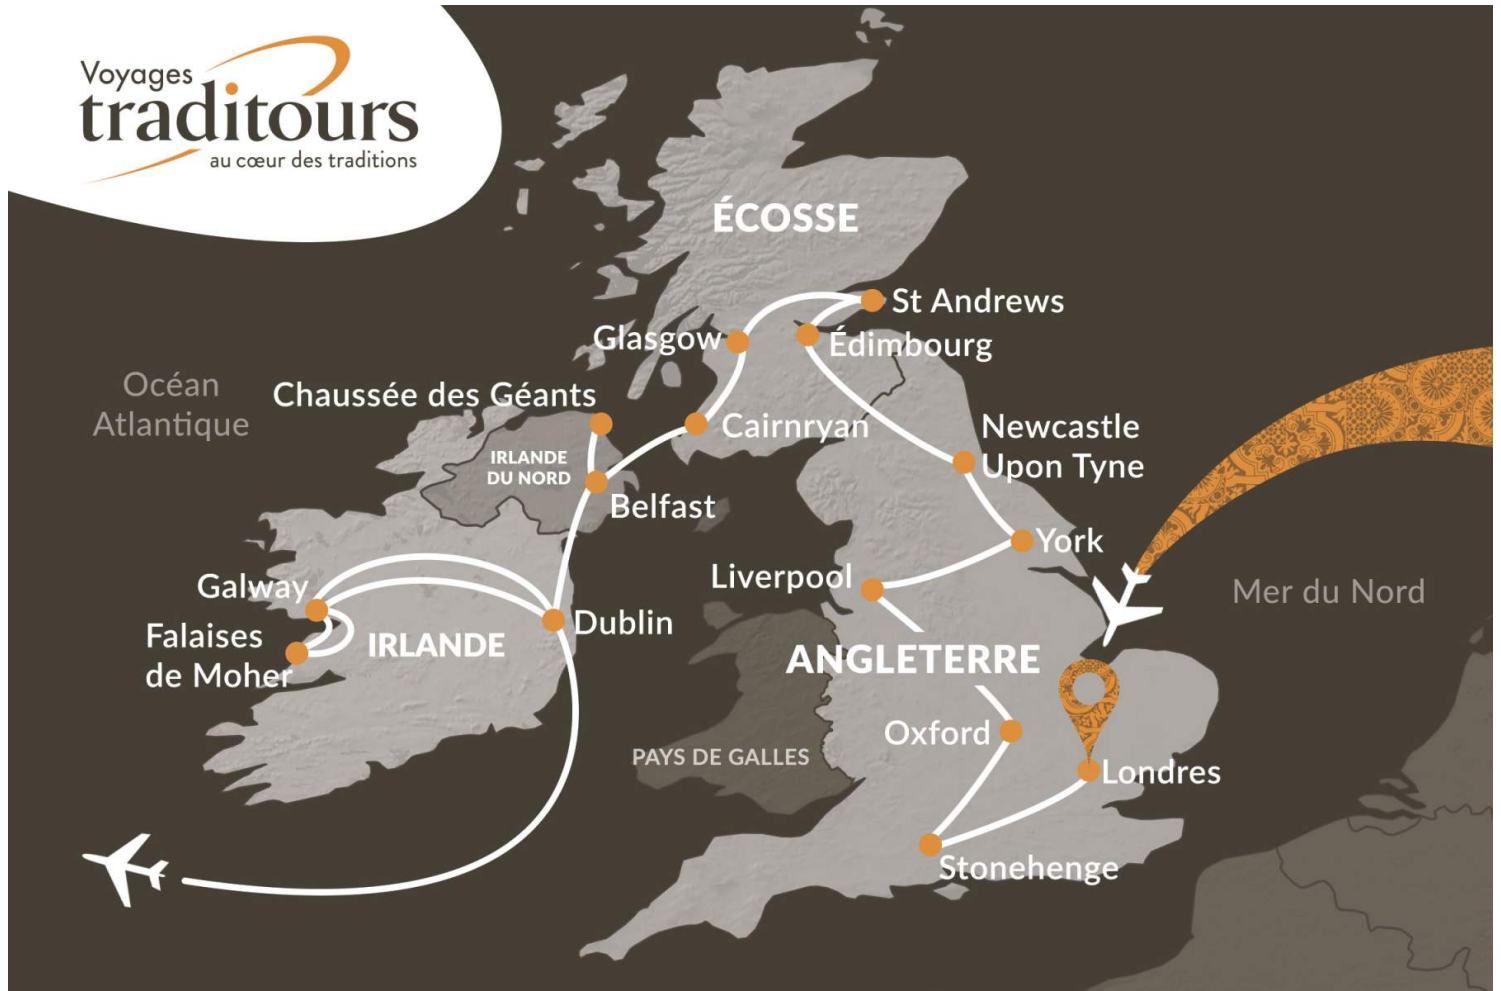 Voyages
traditours
au cœur des traditions
ÉCOSSE
St Andrews
Glasgow
Édimbourg
Océan
Atlantique
Chaussée des Géants
Cairnryan
Newcastle
Upon Tyne
IRLANDE
DU NORD
Belfast
York
Liverpool
Galway
Mer du Nord
Dublin
Falaises
de Moher
IRLANDE
ANGLETERRE
Oxford
PAYS DE GALLES
Londres
Stonehenge